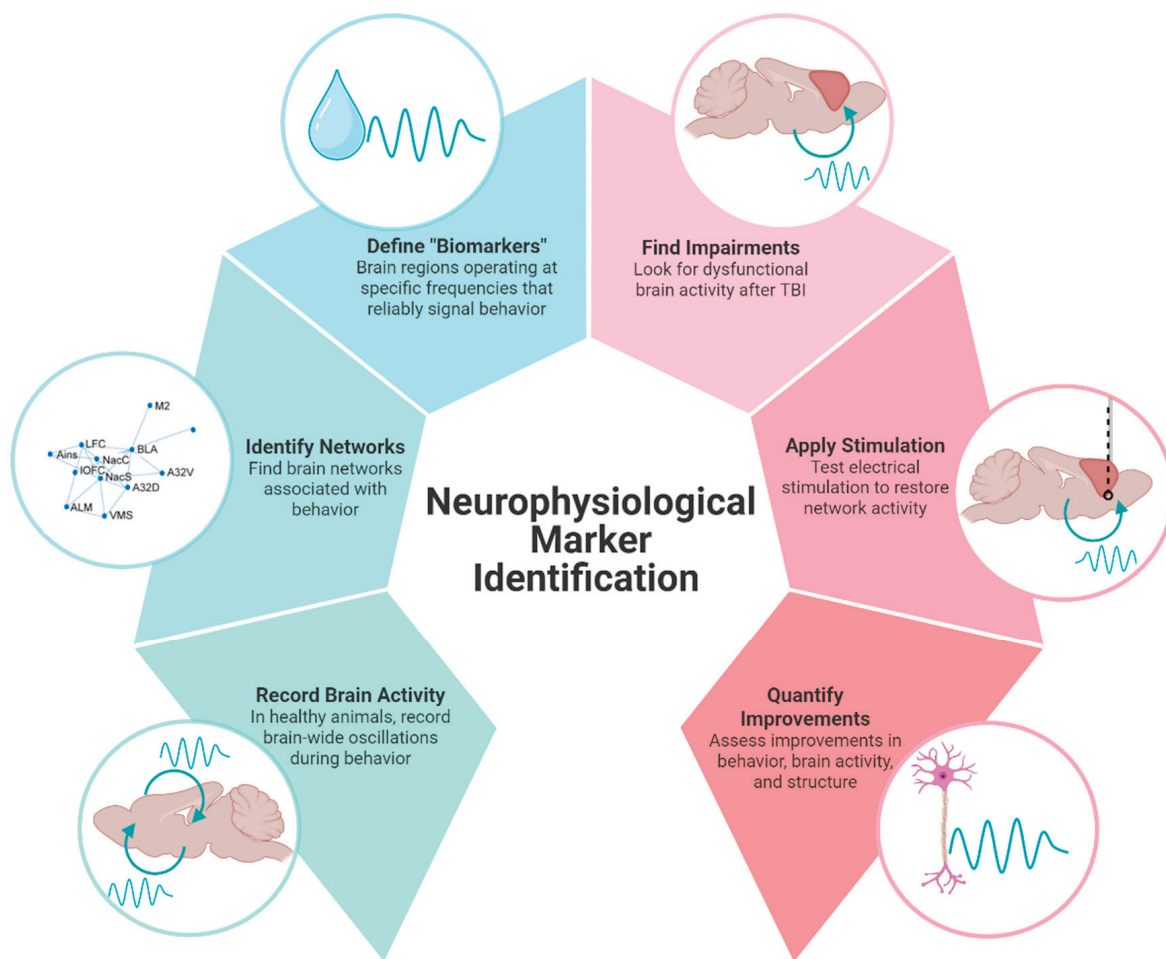 Define "Biomarkers"
Brain regions operating at
specific frequencies that
reliably signal behavior
Find Impairments
Look for dysfunctional
brain activity after TBI
Identify Networks
Find brain networks
associated with
behavior
M2
LFC
BLA
Ains
NacC
IOFC
NacS
A32V
A32D
ALM
VMS
Apply Stimulation
Test electrical
stimulation to restore
network activity
Neurophysiological
Marker
Identification
Record Brain Activity
In healthy animals, record
brain-wide oscillations
during behavior
Quantify
Improvements
Assess improvements in
behavior, brain activity,
and structure